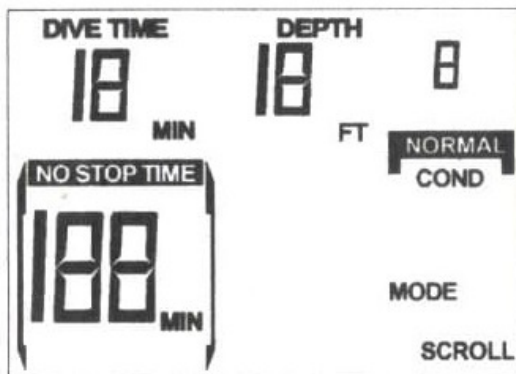 DIVE TIME DEPTH
18 MIN 18 FT 8
NORMAL
NO STOP TIME COND
188 MIN
MODE
SCROLL